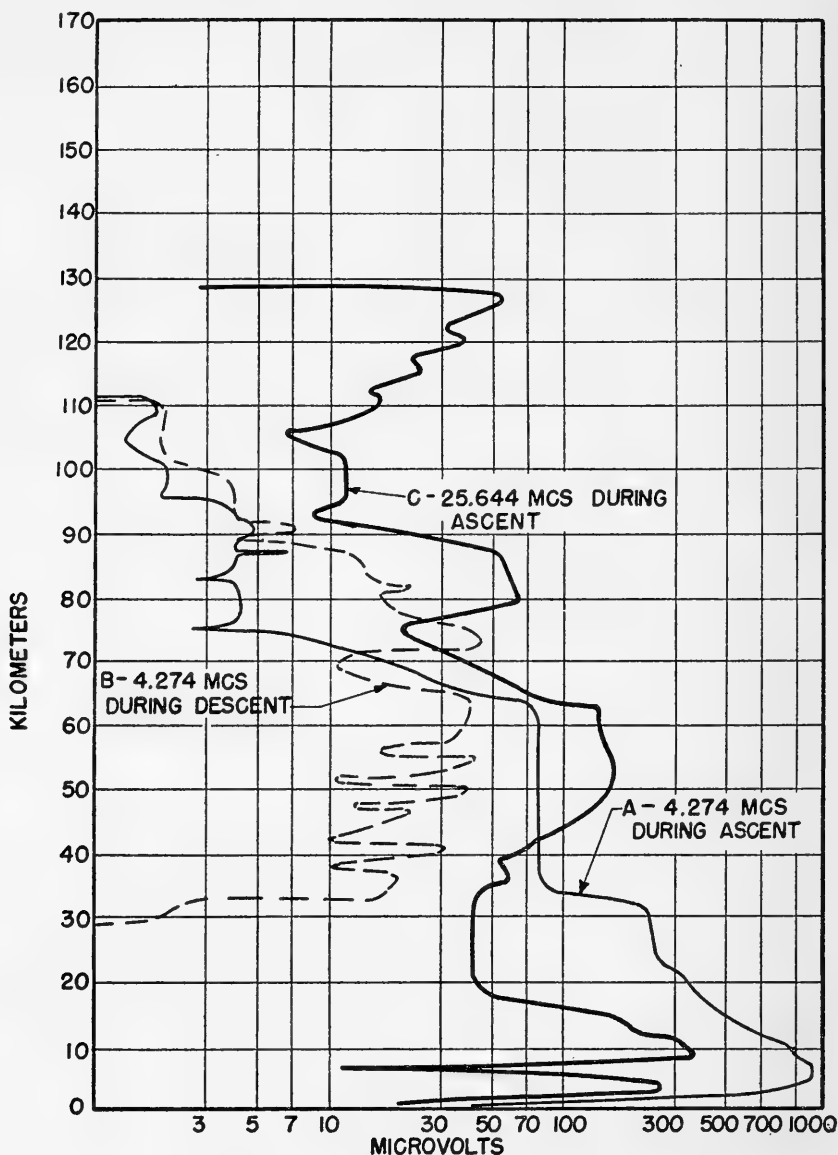 170
160
150
140
130
120
110
100
90
80
70
60
50
40
30
20
10
0
KILOMETERS
C-25.644 MCS DURING
ASCENT
B-4.274 MCS
DURING DESCENT
A-4.274 MCS
DURING ASCENT
3 5 7 10 30 50 70 100 300 500 700 1000
MICROVOLTS